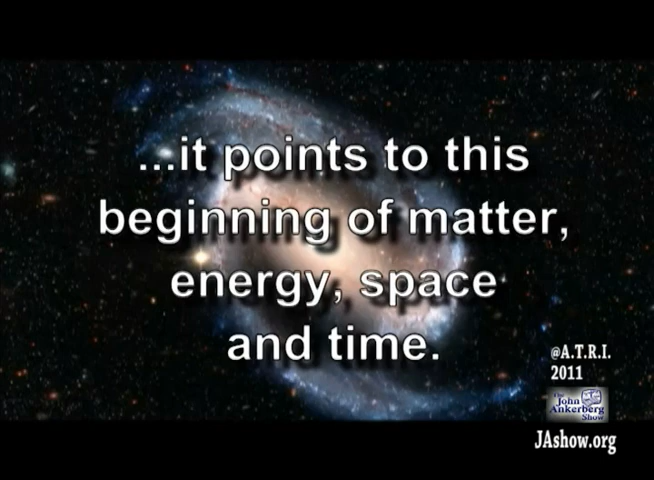 ...it points to this
beginning of matter,
energy, space
and time.
@A.T.R.I.
2011
The
John
Ankerberg
Show
JAshow.org